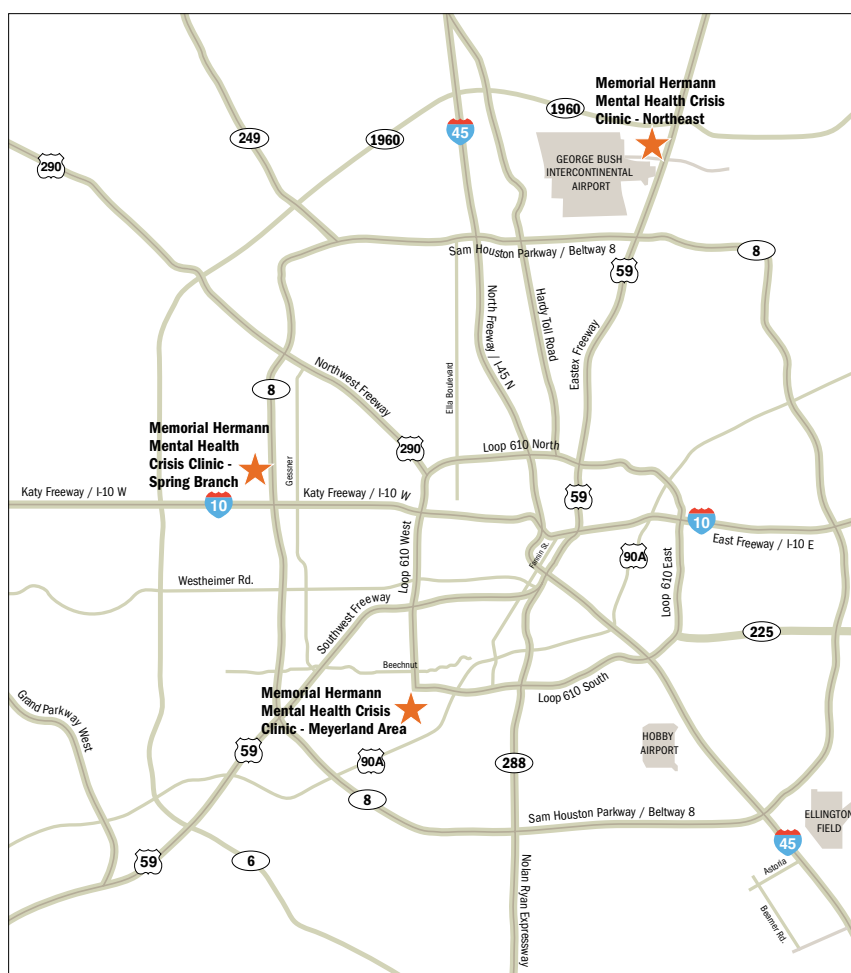 Memorial Hermann
Mental Health Crisis
Clinic - Northeast
1960
1960
249
45
290
GEORGE BUSH
INTERCONTINENTAL
AIRPORT
Sam Houston Parkway / Beltway 8
8
59
North Freeway / I-45 N
Hardy Toll Road
Eastex Freeway
Ella Boulevard
Northwest Freeway
8
Memorial Hermann
Mental Health
Crisis Clinic -
Spring Branch
Gessner
290
Loop 610 North
Katy Freeway / I-10 W
10
Katy Freeway / I-10 W
59
10
East Freeway / I-10 E
Loop 610 West
Fannin St.
90A
Loop 610 East
Westheimer Rd.
Southwest Freeway
225
Beechnut
Memorial Hermann
Mental Health Crisis
Clinic - Meyerland Area
Loop 610 South
Grand Parkway West
59
90A
288
HOBBY
AIRPORT
8
Sam Houston Parkway / Beltway 8
ELLINGTON
FIELD
45
59
6
Nolan Ryan Expressway
Astoria
Beamer Rd.